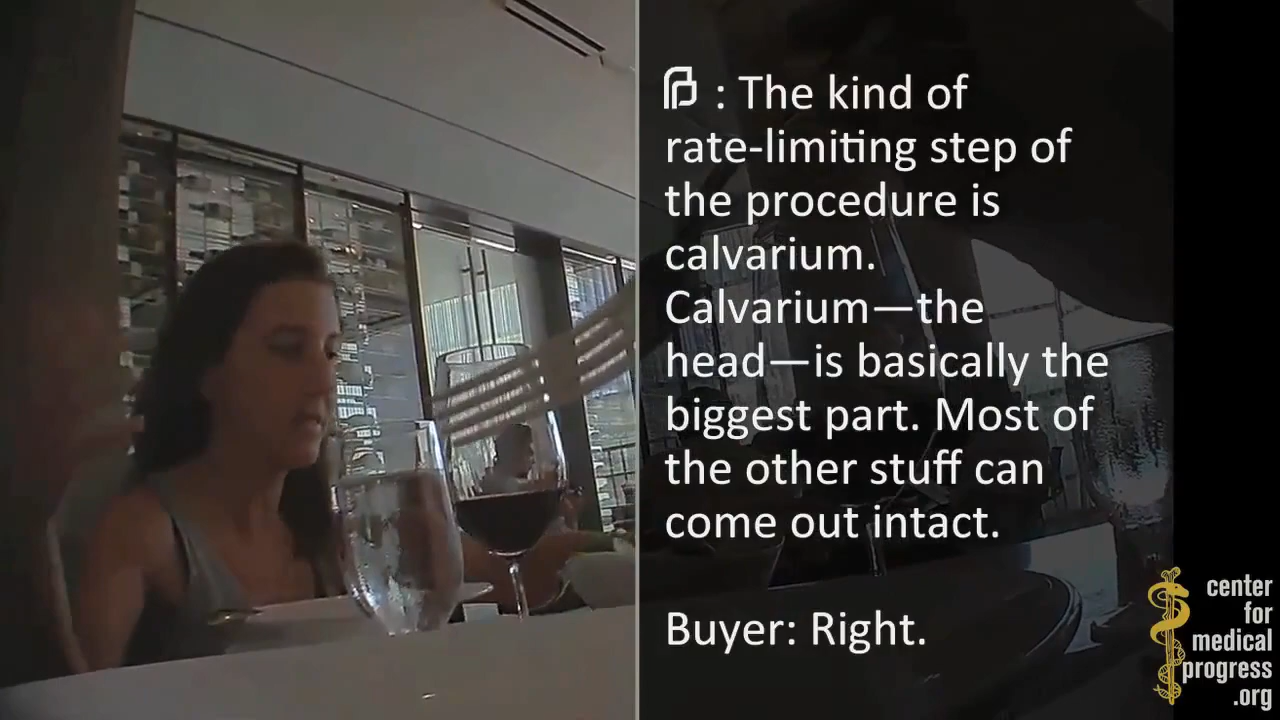 : The kind of
rate-limiting step of
the procedure is
calvarium.
Calvarium—the
head—is basically the
biggest part. Most of
the other stuff can
come out intact.
Buyer: Right.
center
for
medical
progress
.org